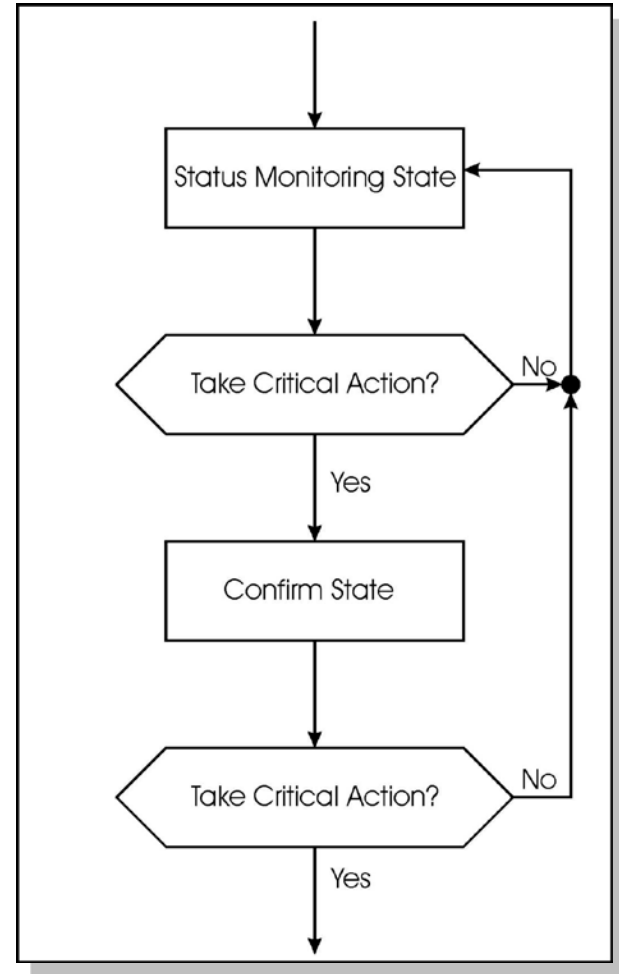 Status Monitoring State
Take Critical Action?
No
Yes
Confirm State
Take Critical Action?
No
Yes